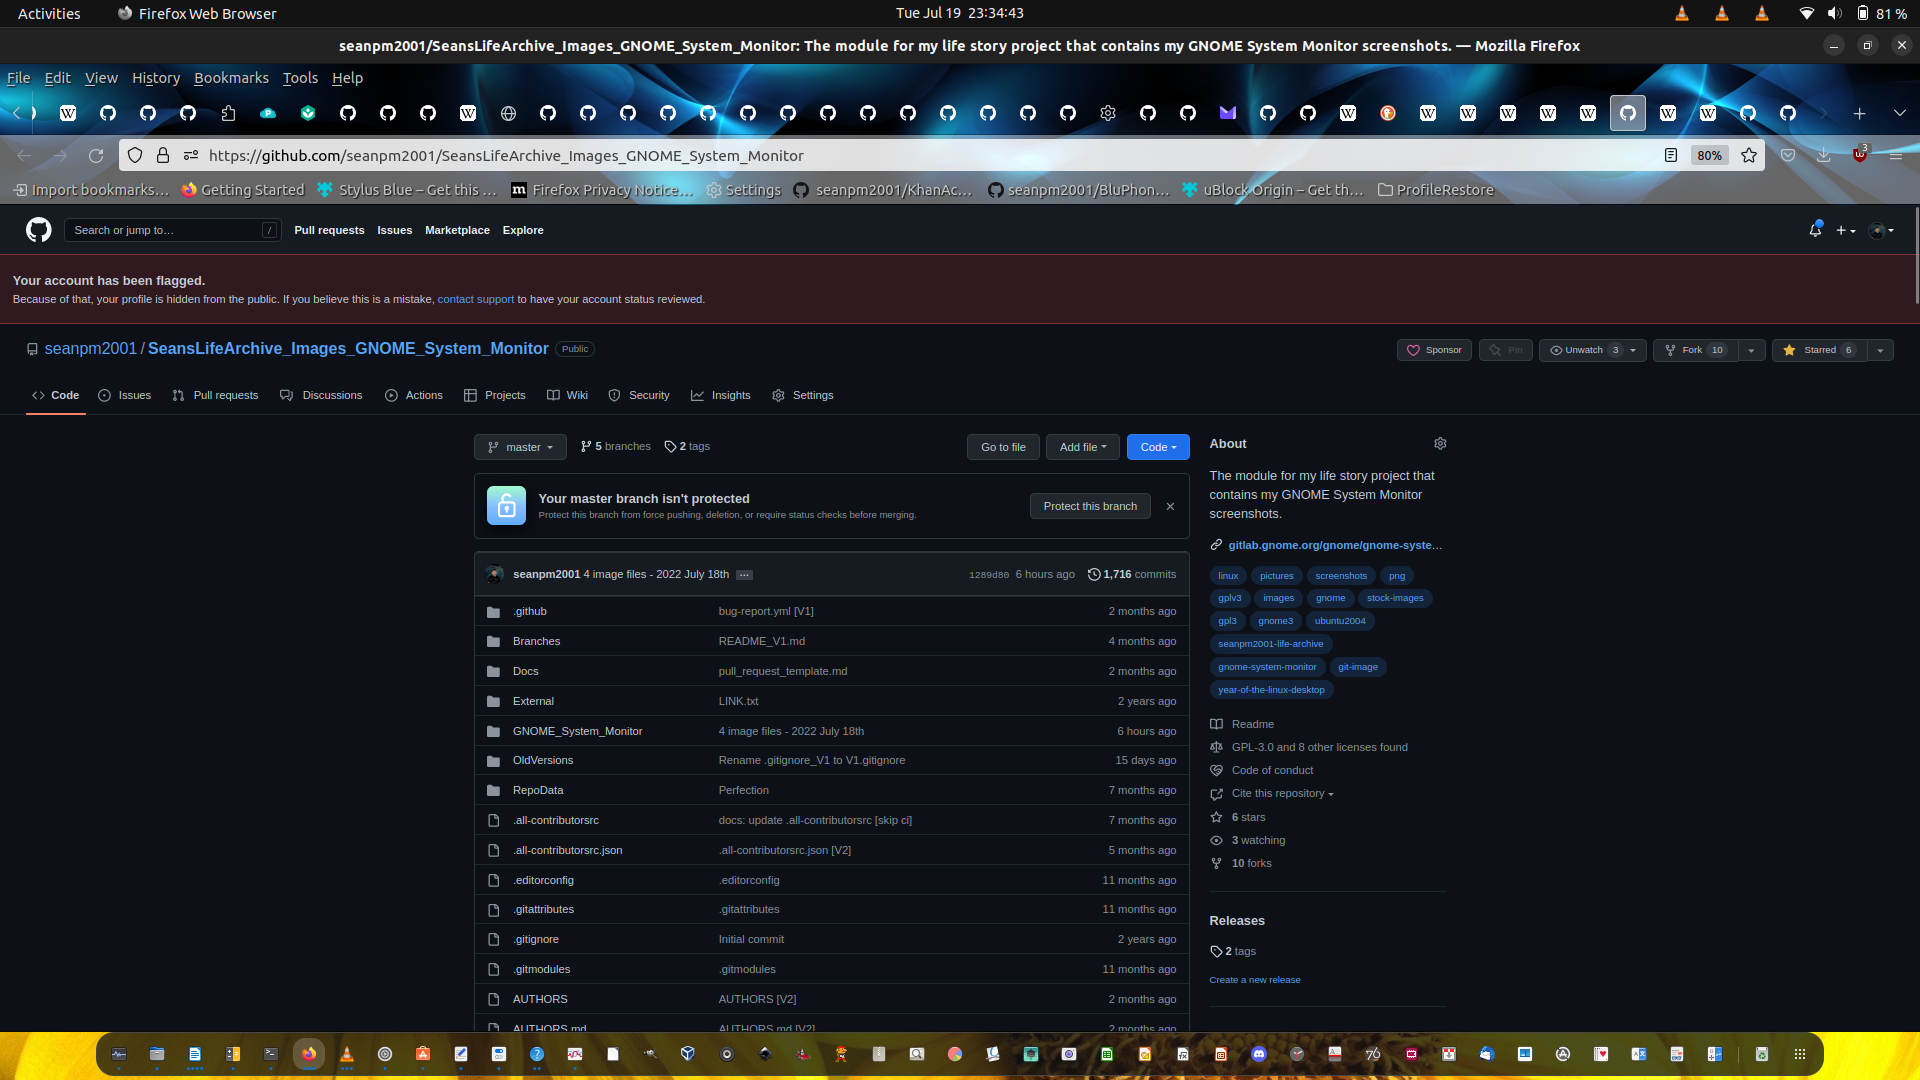 Activities Firefox Web Browser Tue Jul 19 23:34:43 81 %
seanpm2001/SeansLifeArchive_Images_GNOME_System_Monitor: The module for my life story project that contains my GNOME System Monitor screenshots. — Mozilla Firefox
File Edit View History Bookmarks Tools Help
https://github.com/seanpm2001/SeansLifeArchive_Images_GNOME_System_Monitor 80% 3
Import bookmarks… Getting Started Stylus Blue – Get this … Firefox Privacy Notice… Settings seanpm2001/KhanAc… seanpm2001/BluPhon… uBlock Origin – Get th… ProfileRestore
Search or jump to… / Pull requests Issues Marketplace Explore
Your account has been flagged.
Because of that, your profile is hidden from the public. If you believe this is a mistake, contact support to have your account status reviewed.
seanpm2001 / SeansLifeArchive_Images_GNOME_System_Monitor Public Sponsor Pin Unwatch 3 Fork 10 Starred 6
Code Issues Pull requests Discussions Actions Projects Wiki Security Insights Settings
master 5 branches 2 tags Go to file Add file Code
Your master branch isn't protected
Protect this branch from force pushing, deletion, or require status checks before merging.
Protect this branch
seanpm2001 4 image files - 2022 July 18th … 1289d80 6 hours ago 1,716 commits
.github bug-report.yml [V1] 2 months ago
Branches README_V1.md 4 months ago
Docs pull_request_template.md 2 months ago
External LINK.txt 2 years ago
GNOME_System_Monitor 4 image files - 2022 July 18th 6 hours ago
OldVersions Rename .gitignore_V1 to V1.gitignore 15 days ago
RepoData Perfection 7 months ago
.all-contributorsrc docs: update .all-contributorsrc [skip ci] 7 months ago
.all-contributorsrc.json .all-contributorsrc.json [V2] 5 months ago
.editorconfig .editorconfig 11 months ago
.gitattributes .gitattributes 11 months ago
.gitignore Initial commit 2 years ago
.gitmodules .gitmodules 11 months ago
AUTHORS AUTHORS [V2] 2 months ago
AUTHORS.md AUTHORS.md [V2] 2 months ago
About
The module for my life story project that
contains my GNOME System Monitor
screenshots.
gitlab.gnome.org/gnome/gnome-syste…
linux pictures screenshots png
gplv3 images gnome stock-images
gpl3 gnome3 ubuntu2004
seanpm2001-life-archive
gnome-system-monitor git-image
year-of-the-linux-desktop
Readme
GPL-3.0 and 8 other licenses found
Code of conduct
Cite this repository
6 stars
3 watching
10 forks
Releases
2 tags
Create a new release